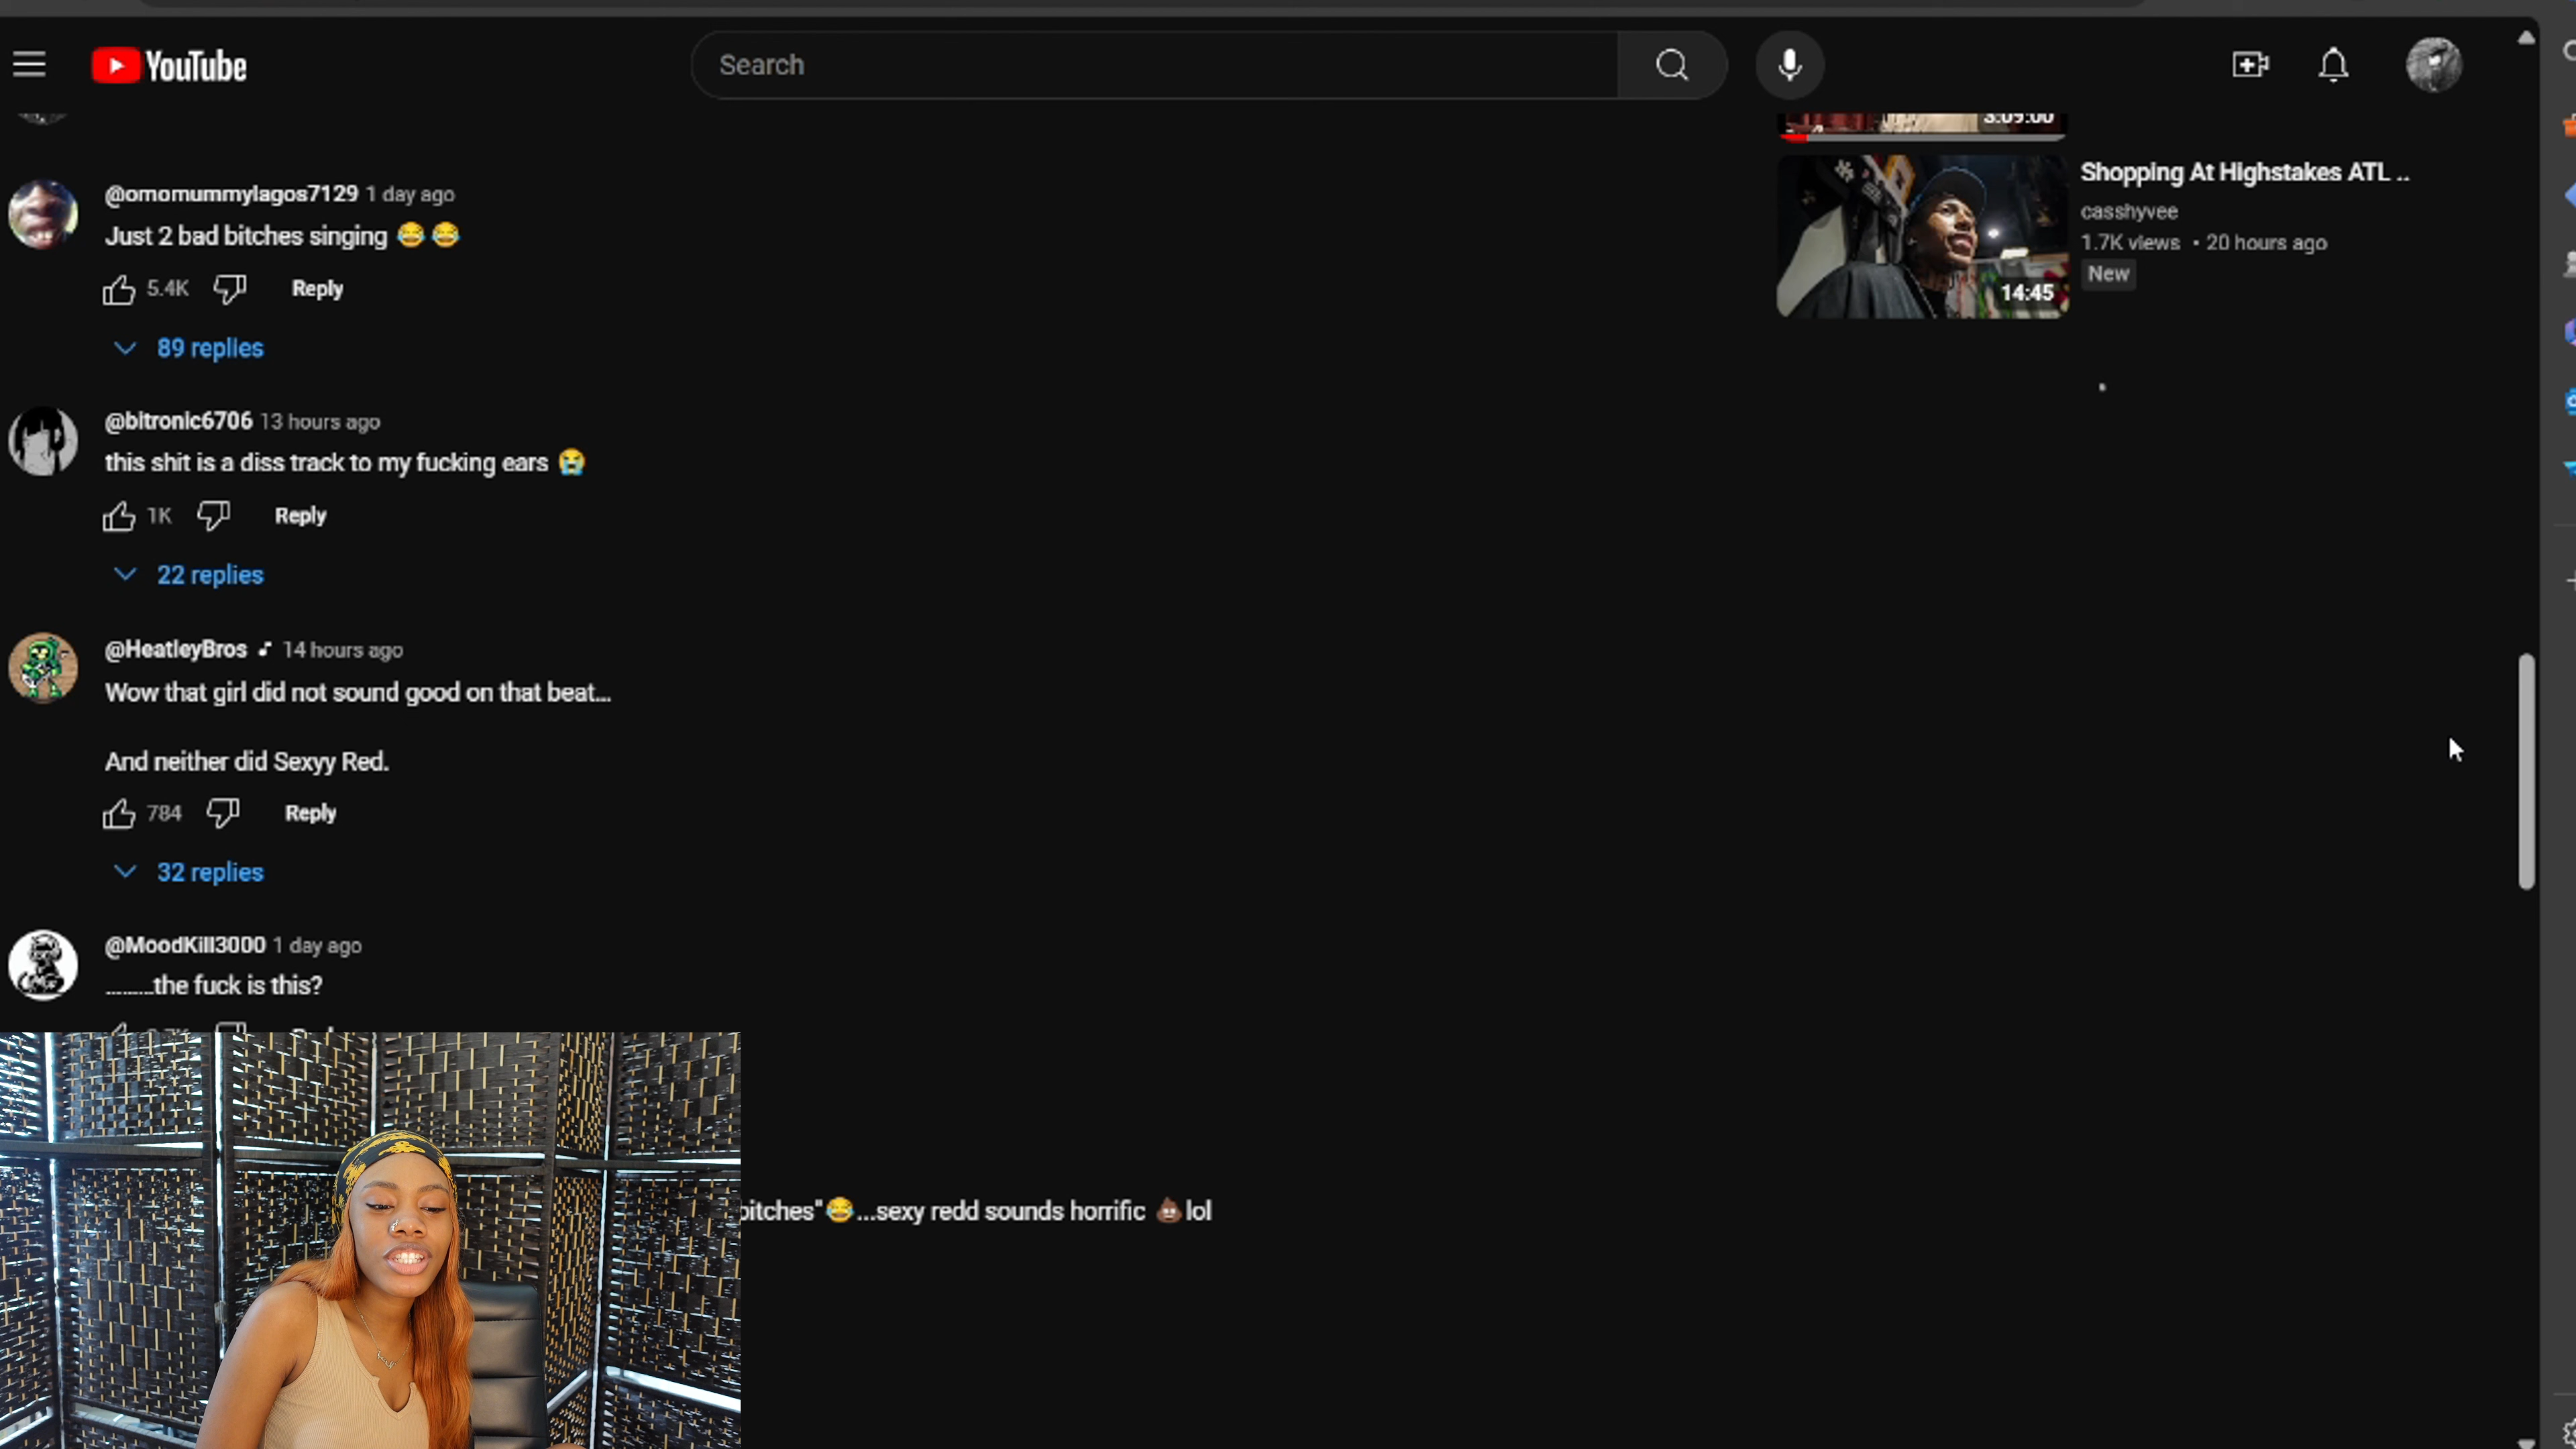 YouTube
Search
3:09:00
Shopping At Highstakes ATL ..
casshyvee
1.7K views • 20 hours ago
New
14:45
@omomummylagos7129 1 day ago
Just 2 bad bitches singing 😂 😂
5.4K Reply
89 replies
@bitronic6706 13 hours ago
this shit is a diss track to my fucking ears 😭
1K Reply
22 replies
@HeatleyBros 14 hours ago
Wow that girl did not sound good on that beat...
And neither did Sexyy Red.
784 Reply
32 replies
@MoodKill3000 1 day ago
.........the fuck is this?
bitches"😂...sexy redd sounds horrific 💩 lol